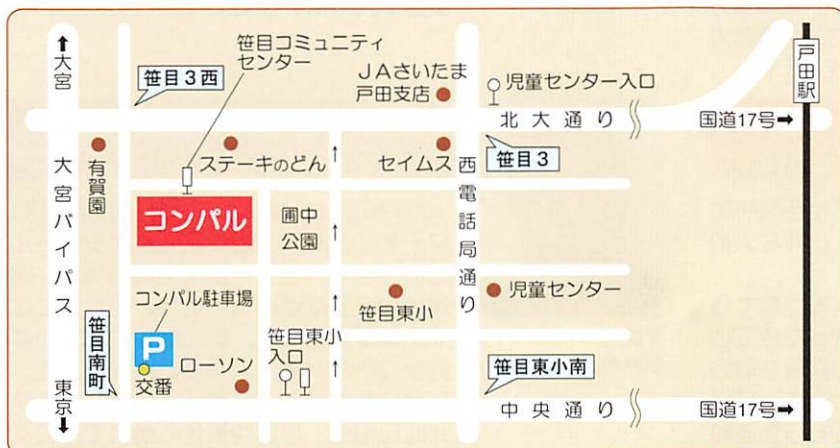 ↑大宮
笹目3西
笹目コミュニティ
センター
JAさいたま
戸田支店
児童センター入口
戸田駅
北大通り
国道17号➡
有賀園
ステーキのどん
↑
セイムス
笹目3
大宮バイパス
コンパル
圃中
公園
↑
西電話局通り
コンパル駐車場
P
笹目南町
交番
ローソン
笹目東小
入口
↑
↑
笹目東小
児童センター
笹目東小南
東京↓
中央通り
国道17号➡